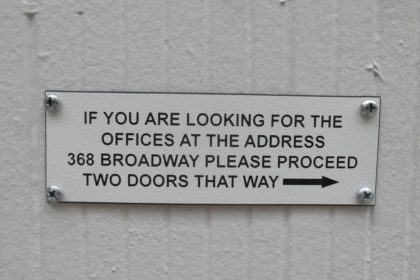 IF YOU ARE LOOKING FOR THE
OFFICES AT THE ADDRESS
368 BROADWAY PLEASE PROCEED
TWO DOORS THAT WAY